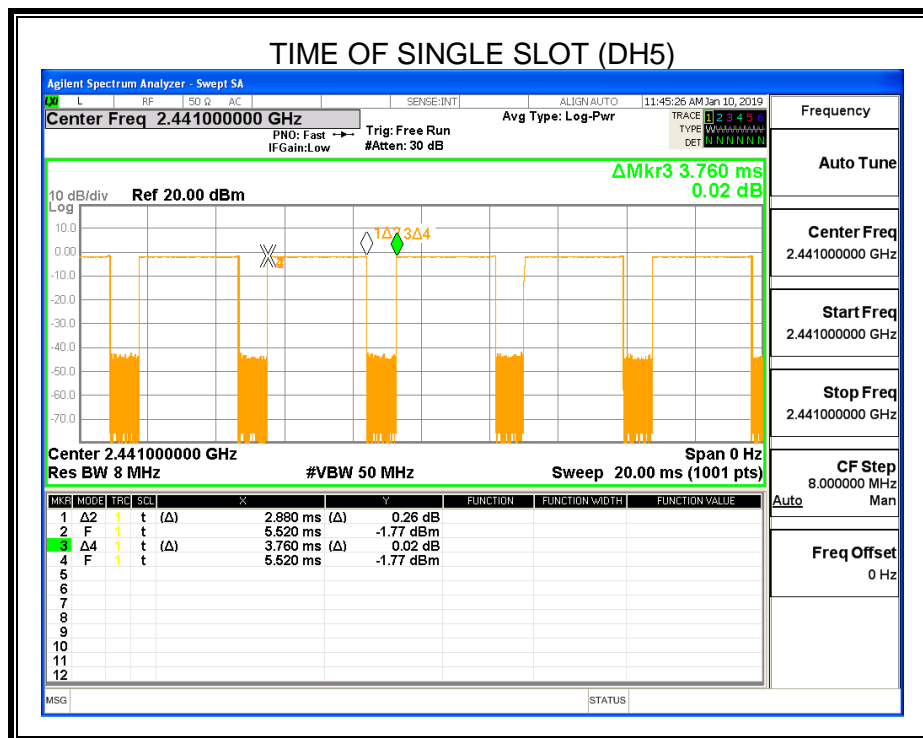 TIME OF SINGLE SLOT (DH5)
Agilent Spectrum Analyzer - Swept SA
LXI L RF 50 Ω AC SENSE:INT ALIGN AUTO 11:45:26 AM Jan 10, 2019
Center Freq 2.441000000 GHz
PNO: Fast
IFGain:Low
Trig: Free Run
#Atten: 30 dB
Avg Type: Log-Pwr
TRACE 1 2 3 4 5 6
TYPE WWWWWW
DET N N N N N N
ΔMkr3 3.760 ms
0.02 dB
10 dB/div Ref 20.00 dBm
Log
10.0
0.00
-10.0
-20.0
-30.0
-40.0
-50.0
-60.0
-70.0
3Δ4
Center 2.441000000 GHz Span 0 Hz
Res BW 8 MHz #VBW 50 MHz Sweep 20.00 ms (1001 pts)
MKR MODE TRC SCL X Y FUNCTION FUNCTION WIDTH FUNCTION VALUE
1 Δ2 1 t (Δ) 2.880 ms (Δ) 0.26 dB
2 F 1 t 5.520 ms -1.77 dBm
3 Δ4 1 t (Δ) 3.760 ms (Δ) 0.02 dB
4 F 1 t 5.520 ms -1.77 dBm
5
6
7
8
9
10
11
12
MSG STATUS
Frequency
Auto Tune
Center Freq
2.441000000 GHz
Start Freq
2.441000000 GHz
Stop Freq
2.441000000 GHz
CF Step
8.000000 MHz
Auto Man
Freq Offset
0 Hz